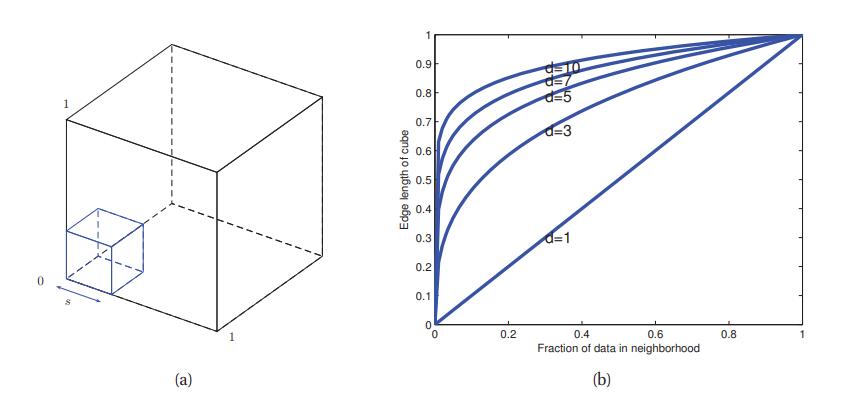 1
0
s
1
(a)
1
0.9
0.8
0.7
0.6
0.5
0.4
0.3
0.2
0.1
0
Edge length of cube
d=10
d=7
d=5
d=3
d=1
0 0.2 0.4 0.6 0.8 1
Fraction of data in neighborhood
(b)